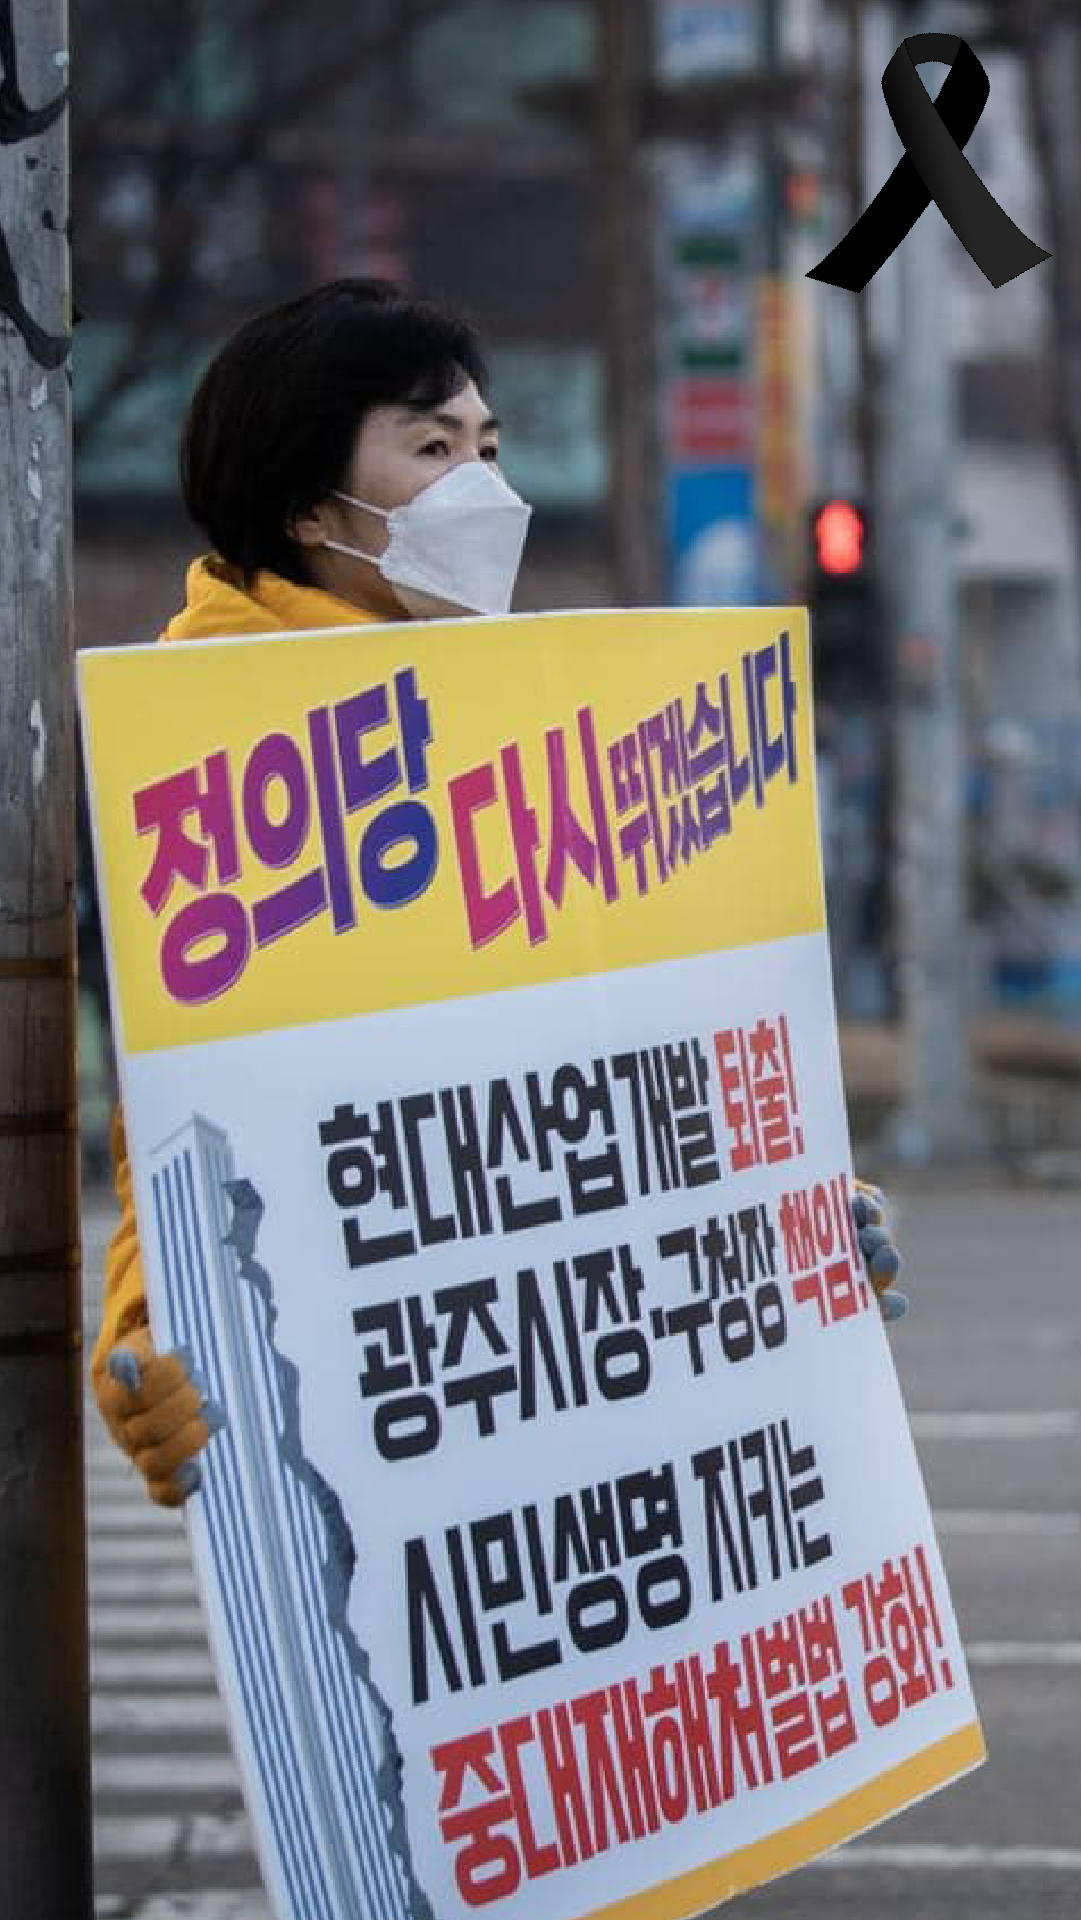 정의당 다시 뛰겠습니다
현대산업개발 퇴출!
광주시장·구청장 책임!
시민생명 지키는
중대재해처벌법 강화!